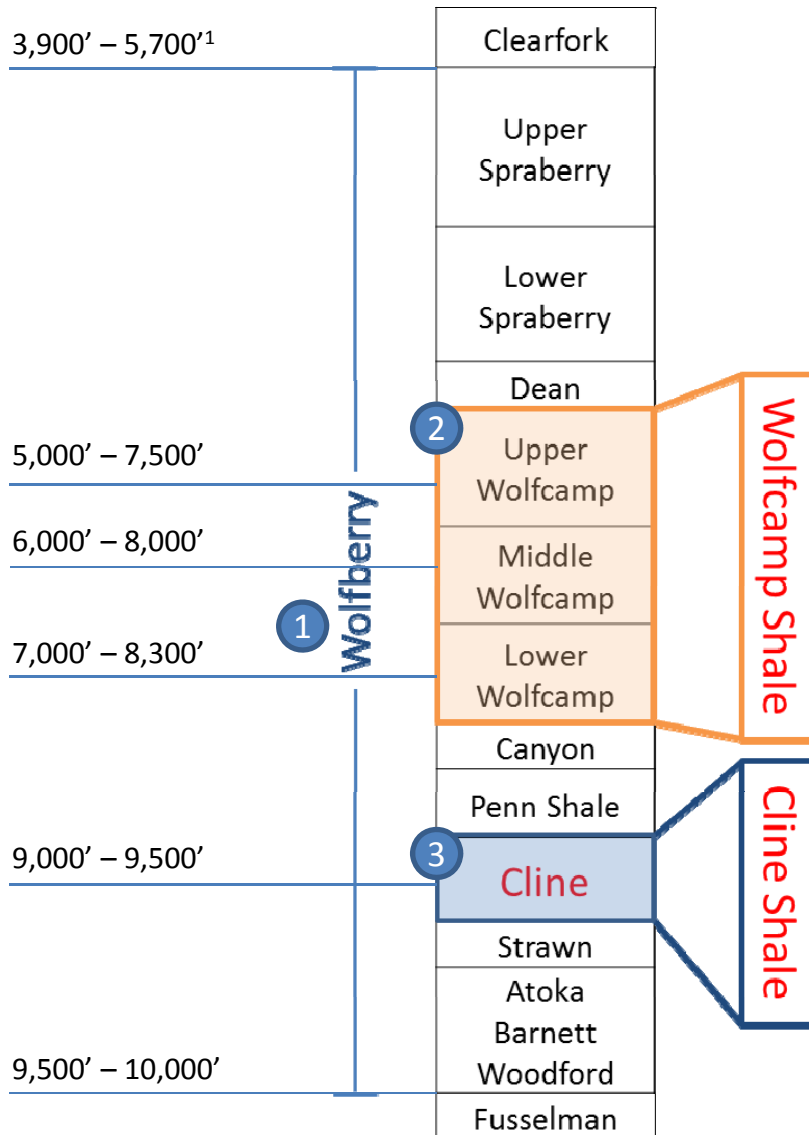 Clearfork
3,900’ – 5,700’¹
Upper
Spraberry
Lower
Spraberry
Dean
2
Upper
Wolfcamp
5,000’ – 7,500’
Middle
Wolfcamp
6,000’ – 8,000’
Wolfberry
1
Lower
Wolfcamp
7,000’ – 8,300’
Wolfcamp Shale
Canyon
Penn Shale
3
Cline
9,000’ – 9,500’
Cline Shale
Strawn
Atoka
Barnett
Woodford
9,500’ – 10,000’
Fusselman